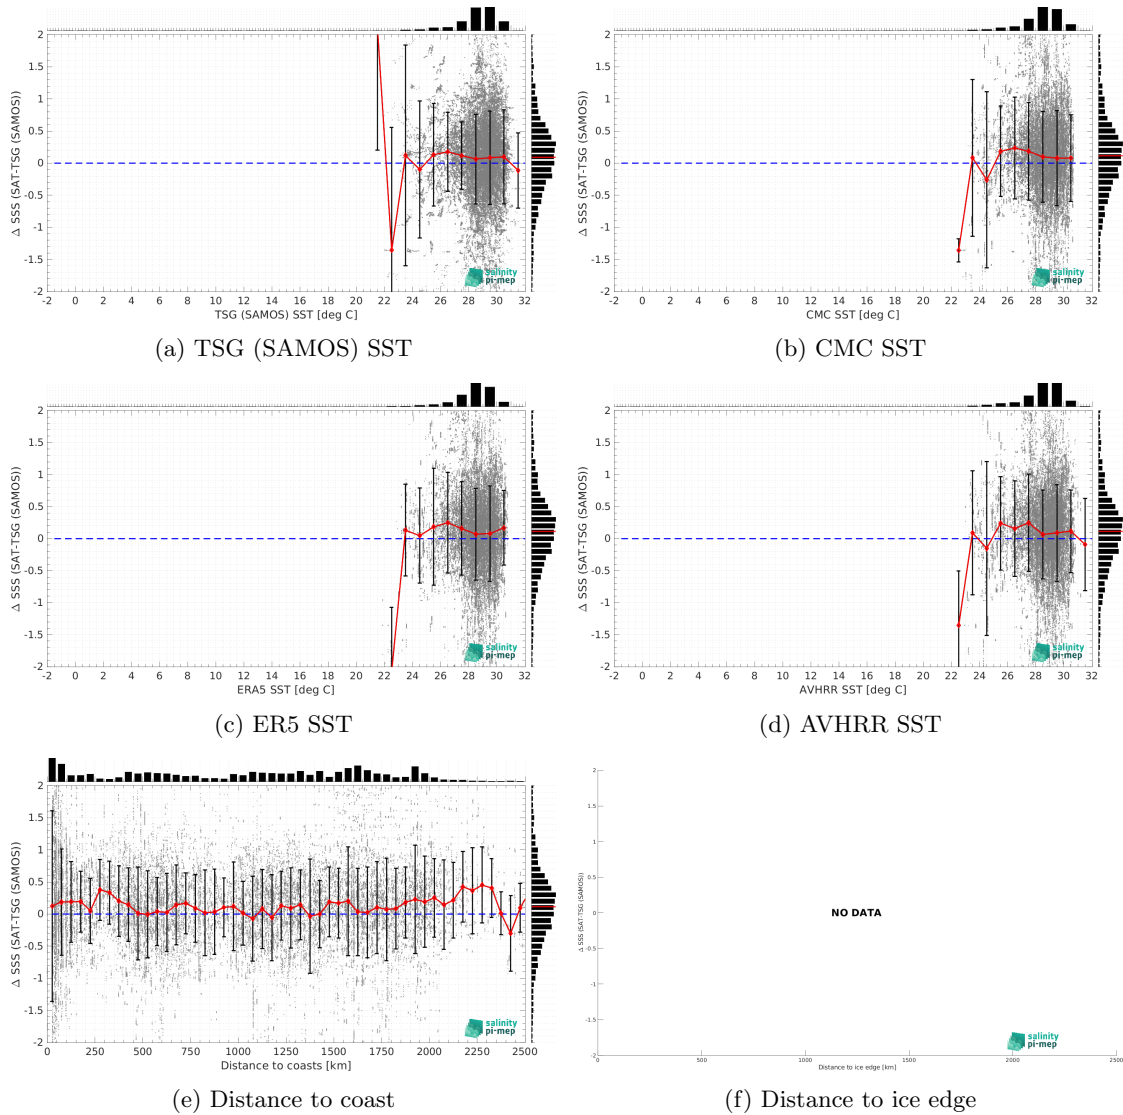 2
1.5
1
0.5
0
-0.5
-1
-1.5
-2
Δ SSS (SAT-TSG (SAMOS))
-2 0 2 4 6 8 10 12 14 16 18 20 22 24 26 28 30 32
TSG (SAMOS) SST [deg C]
salinity
pi-mep
(a) TSG (SAMOS) SST
2
1.5
1
0.5
0
-0.5
-1
-1.5
-2
Δ SSS (SAT-TSG (SAMOS))
-2 0 2 4 6 8 10 12 14 16 18 20 22 24 26 28 30 32
CMC SST [deg C]
salinity
pi-mep
(b) CMC SST
2
1.5
1
0.5
0
-0.5
-1
-1.5
-2
Δ SSS (SAT-TSG (SAMOS))
-2 0 2 4 6 8 10 12 14 16 18 20 22 24 26 28 30 32
ERA5 SST [deg C]
salinity
pi-mep
(c) ER5 SST
2
1.5
1
0.5
0
-0.5
-1
-1.5
-2
Δ SSS (SAT-TSG (SAMOS))
-2 0 2 4 6 8 10 12 14 16 18 20 22 24 26 28 30 32
AVHRR SST [deg C]
salinity
pi-mep
(d) AVHRR SST
2
1.5
1
0.5
0
-0.5
-1
-1.5
-2
Δ SSS (SAT-TSG (SAMOS))
0 250 500 750 1000 1250 1500 1750 2000 2250 2500
Distance to coasts [km]
salinity
pi-mep
(e) Distance to coast
2
1.5
1
0.5
0
-0.5
-1
-1.5
-2
Δ SSS (SAT-TSG (SAMOS))
NO DATA
0 500 1000 1500 2000 2500
Distance to ice edge [km]
salinity
pi-mep
(f) Distance to ice edge